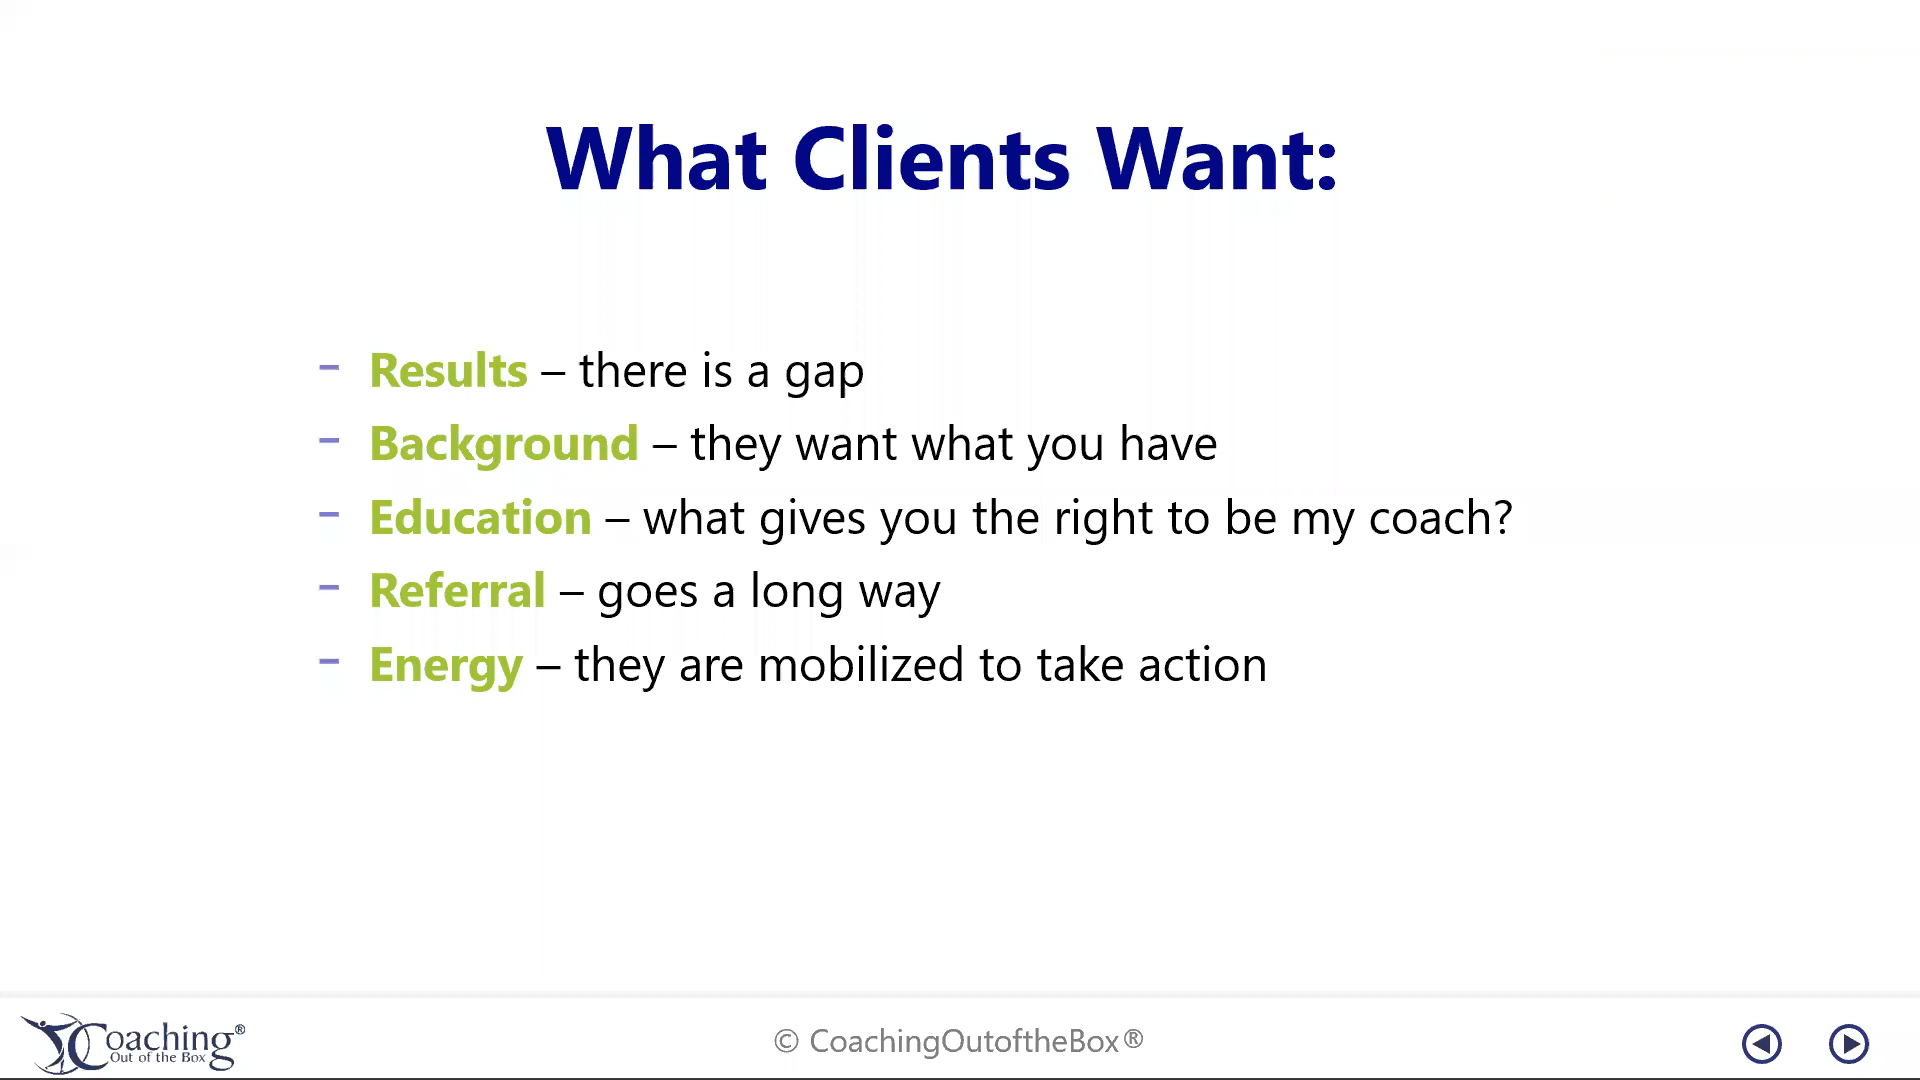 What Clients Want:
- Results – there is a gap
- Background – they want what you have
- Education – what gives you the right to be my coach?
- Referral – goes a long way
- Energy – they are mobilized to take action
Coaching®
Out of the Box
© CoachingOutoftheBox®